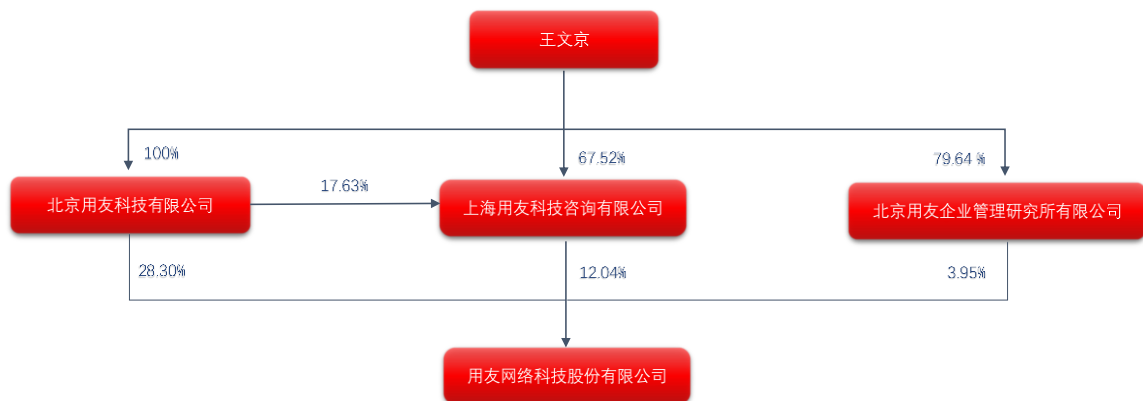 王文京
100%
67.52%
79.64 %
北京用友科技有限公司
17.63%
上海用友科技咨询有限公司
北京用友企业管理研究所有限公司
28.30%
12.04%
3.95%
用友网络科技股份有限公司